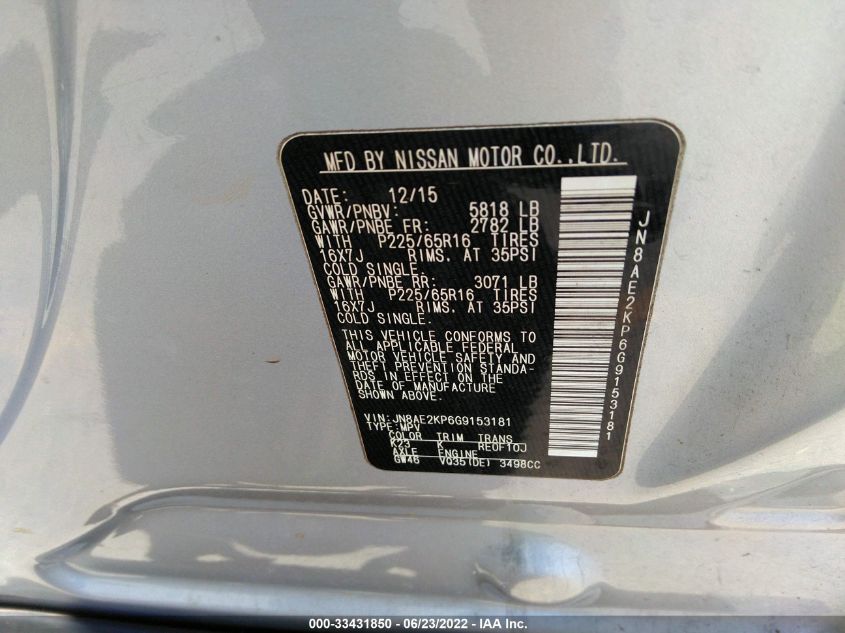 MFD BY NISSAN MOTOR CO.,LTD.
DATE: 12/15
GVWR/PNBV: 5818 LB
GAWR/PNBE FR: 2782 LB
WITH P225/65R16 TIRES
16X7J RIMS. AT 35PSI
COLD SINGLE.
GAWR/PNBE RR: 3071 LB
WITH P225/65R16 TIRES
16X7J RIMS. AT 35PSI
COLD SINGLE.
THIS VEHICLE CONFORMS TO
ALL APPLICABLE FEDERAL
MOTOR VEHICLE SAFETY AND
THEFT PREVENTION STANDA-
RDS IN EFFECT ON THE
DATE OF MANUFACTURE
SHOWN ABOVE.
VIN: JN8AE2KP6G9153181
TYPE: MPV
COLOR TRIM TRANS
K23 K RE0F10J
AXLE ENGINE
GW46 VQ35(DE) 3498CC
JN8AE2KP6G9153181
000-33431850 - 06/23/2022 - IAA Inc.